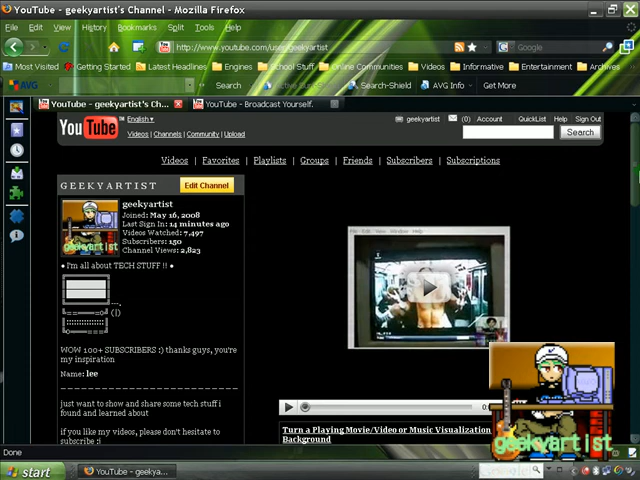 YouTube - geekyartist's Channel - Mozilla Firefox
File Edit View History Bookmarks Split Tools Help
http://www.youtube.com/user/geekyartist
Google
Most Visited Getting Started Latest Headlines Engines School Stuff Online Communities Videos Informative Entertainment Archives
AVG Search Search-Shield AVG Info Get More
YouTube - geekyartist's Ch... YouTube - Broadcast Yourself.
YouTube
English
geekyartist (0) Account QuickList Help Sign Out
Videos | Channels | Community | Upload
Search
Videos | Favorites | Playlists | Groups | Friends | Subscribers | Subscriptions
GEEKYARTIST Edit Channel
geekyartist
Joined: May 16, 2008
Last Sign In: 14 minutes ago
Videos Watched: 7,497
Subscribers: 150
Channel Views: 2,823
geekyartist
• I'm all about TECH STUFF !! •
WOW 100+ SUBSCRIBERS :) thanks guys, you're
my inspiration
Name: lee
just want to show and share some tech stuff i
found and learned about
if you like my videos, please don't hesitate to
subscribe :i
File Edit View Window Help
Turn a Playing Movie/Video or Music Visualization
Background
geekyartist
Done
start YouTube - geekya...